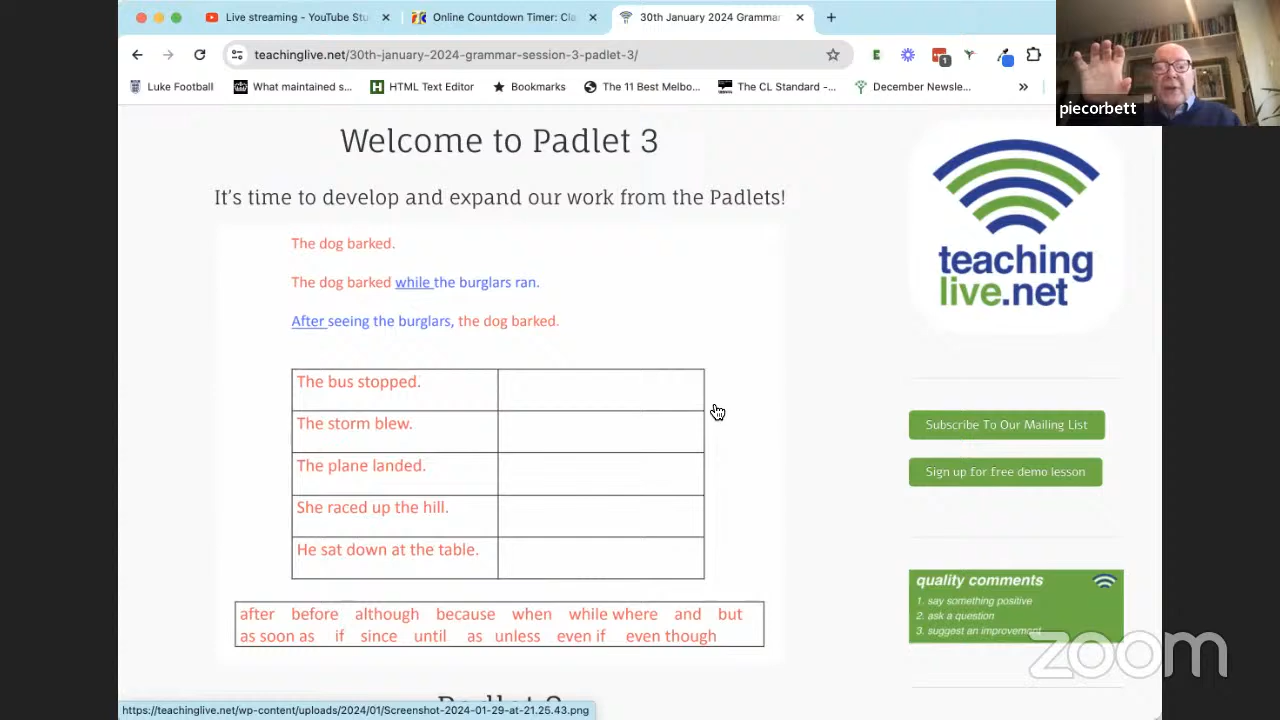 Live streaming - YouTube Stu
Online Countdown Timer: Cla
30th January 2024 Grammar
teachinglive.net/30th-january-2024-grammar-session-3-padlet-3/
1
Luke Football
What maintained s...
HTML Text Editor
Bookmarks
The 11 Best Melbo...
The CL Standard -...
December Newsle...
piecorbett
Welcome to Padlet 3
It's time to develop and expand our work from the Padlets!
The dog barked.
The dog barked while the burglars ran.
After seeing the burglars, the dog barked.
The bus stopped.
The storm blew.
The plane landed.
She raced up the hill.
He sat down at the table.
after before although because when while where and but
as soon as if since until as unless even if even though
teaching
live.net
Subscribe To Our Mailing List
Sign up for free demo lesson
quality comments
1. say something positive
2. ask a question
3. suggest an improvement
zoom
https://teachinglive.net/wp-content/uploads/2024/01/Screenshot-2024-01-29-at-21.25.43.png